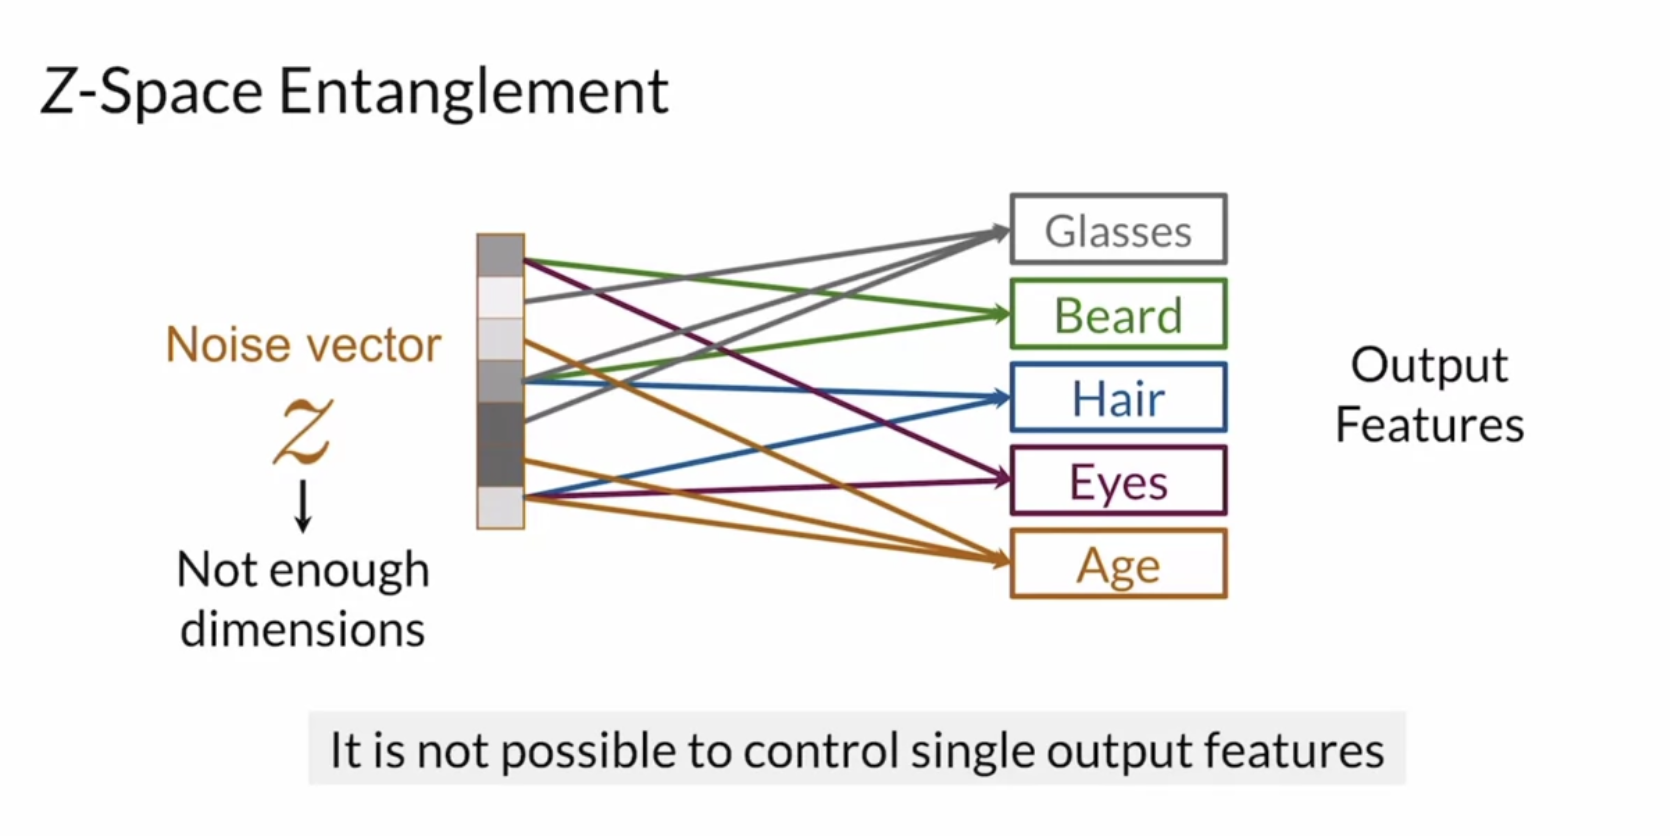 Z-Space Entanglement
Noise vector
z
Not enough
dimensions
Glasses
Beard
Hair
Eyes
Age
Output
Features
It is not possible to control single output features